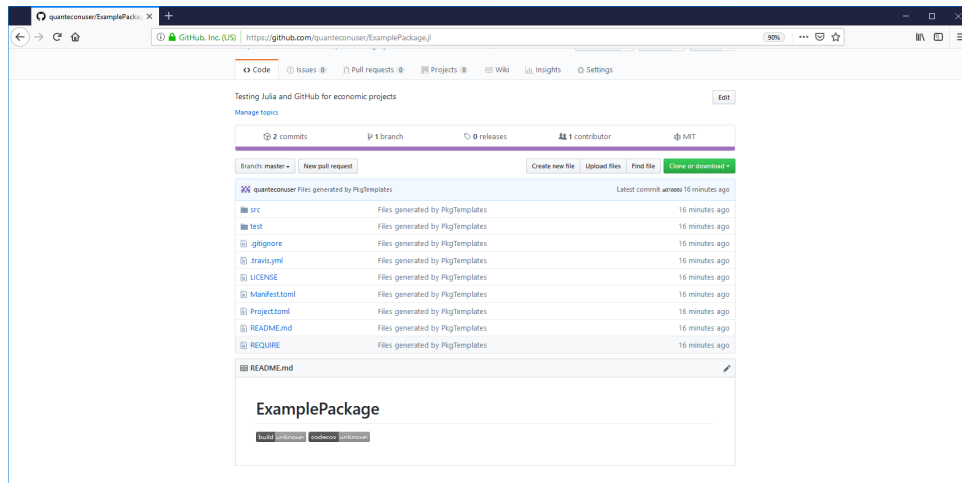 quanteconuser/ExamplePackag
GitHub, Inc. (US) https://github.com/quanteconuser/ExamplePackage.jl 90%
Code Issues 0 Pull requests 0 Projects 0 Wiki Insights Settings
Testing Julia and GitHub for economic projects Edit
Manage topics
2 commits 1 branch 0 releases 1 contributor MIT
Branch: master New pull request Create new file Upload files Find file Clone or download
quanteconuser Files generated by PkgTemplates Latest commit 16 minutes ago
src Files generated by PkgTemplates 16 minutes ago
test Files generated by PkgTemplates 16 minutes ago
.gitignore Files generated by PkgTemplates 16 minutes ago
.travis.yml Files generated by PkgTemplates 16 minutes ago
LICENSE Files generated by PkgTemplates 16 minutes ago
Manifest.toml Files generated by PkgTemplates 16 minutes ago
Project.toml Files generated by PkgTemplates 16 minutes ago
README.md Files generated by PkgTemplates 16 minutes ago
REQUIRE Files generated by PkgTemplates 16 minutes ago
README.md
ExamplePackage
build unknown codecov unknown